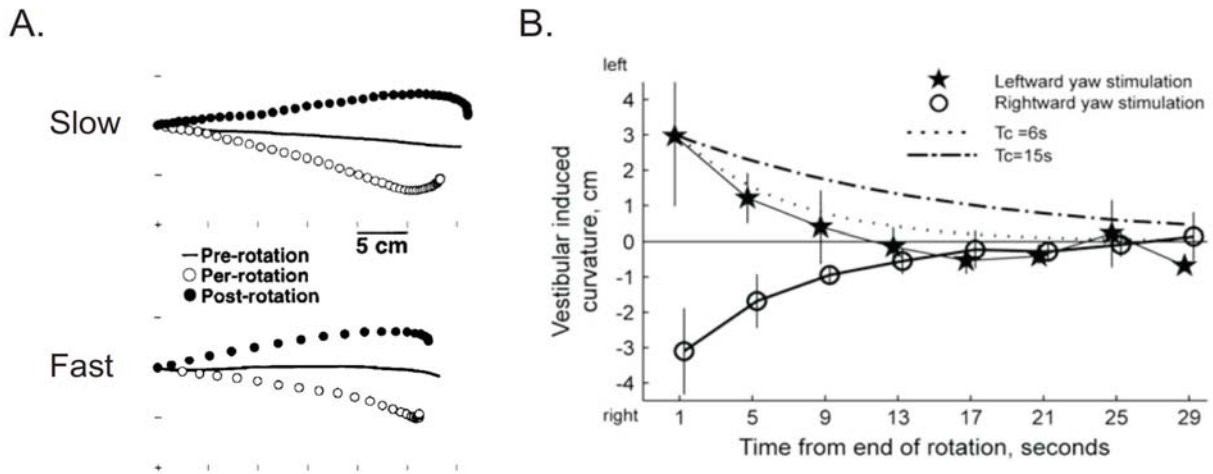 A.
Slow
5 cm
Pre-rotation
Per-rotation
Post-rotation
Fast
B.
left
4
3
2
1
0
-1
-2
-3
-4
right
Vestibular induced
curvature, cm
Leftward yaw stimulation
Rightward yaw stimulation
Tc =6s
Tc=15s
1 5 9 13 17 21 25 29
Time from end of rotation, seconds